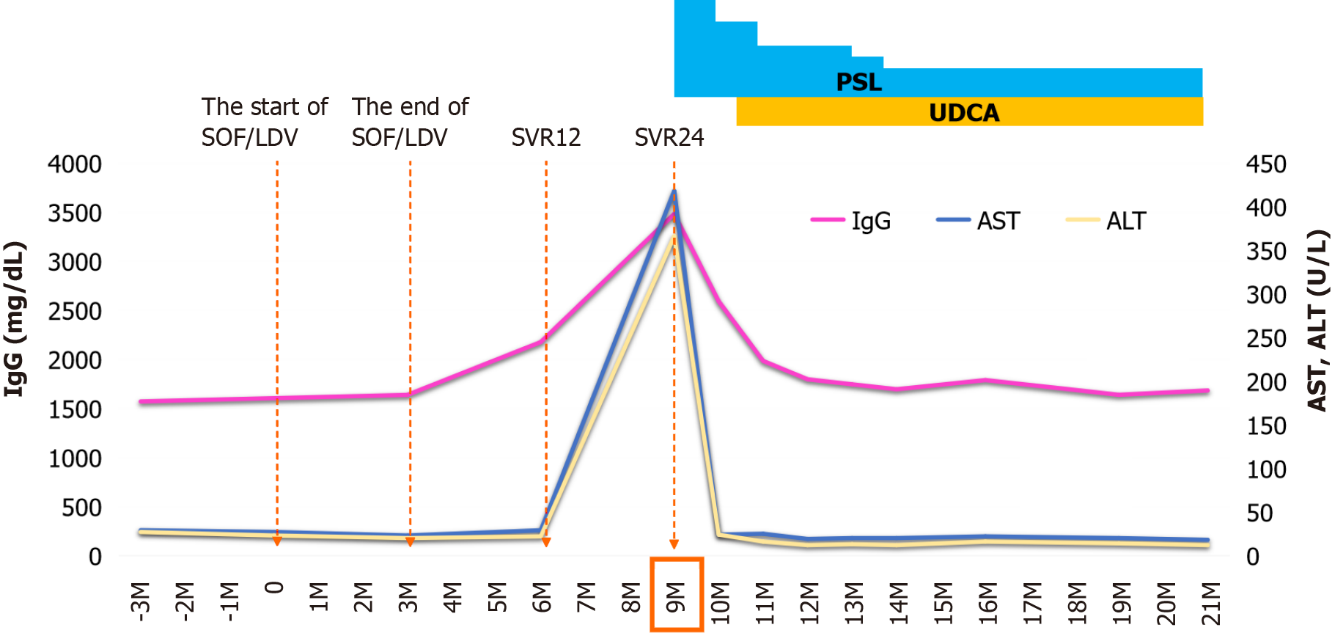 PSL
UDCA
The start of
SOF/LDV
The end of
SOF/LDV
SVR12
SVR24
4000
3500
3000
2500
2000
1500
1000
500
0
IgG (mg/dL)
IgG
AST
ALT
450
400
350
300
250
200
150
100
50
0
AST, ALT (U/L)
-3M
-2M
-1M
0
1M
2M
3M
4M
5M
6M
7M
8M
9M
10M
11M
12M
13M
14M
15M
16M
17M
18M
19M
20M
21M